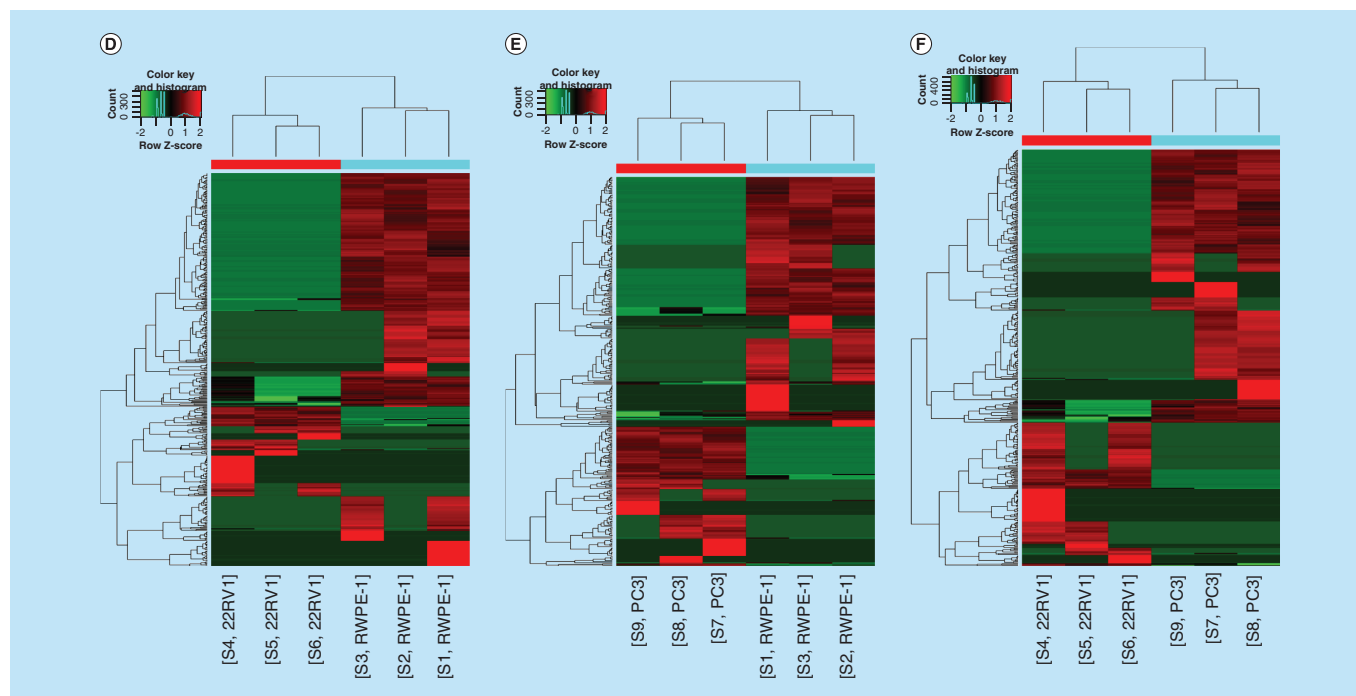 D
Color key
and histogram
Count
0 300
-2 0 1 2
Row Z-score
[S4, 22RV1]
[S5, 22RV1]
[S6, 22RV1]
[S3, RWPE-1]
[S2, RWPE-1]
[S1, RWPE-1]
E
Color key
and histogram
Count
0 300
-2 0 1 2
Row Z-score
[S9, PC3]
[S8, PC3]
[S7, PC3]
[S1, RWPE-1]
[S3, RWPE-1]
[S2, RWPE-1]
F
Color key
and histogram
Count
0 400
-2 0 1 2
Row Z-score
[S4, 22RV1]
[S5, 22RV1]
[S6, 22RV1]
[S9, PC3]
[S7, PC3]
[S8, PC3]